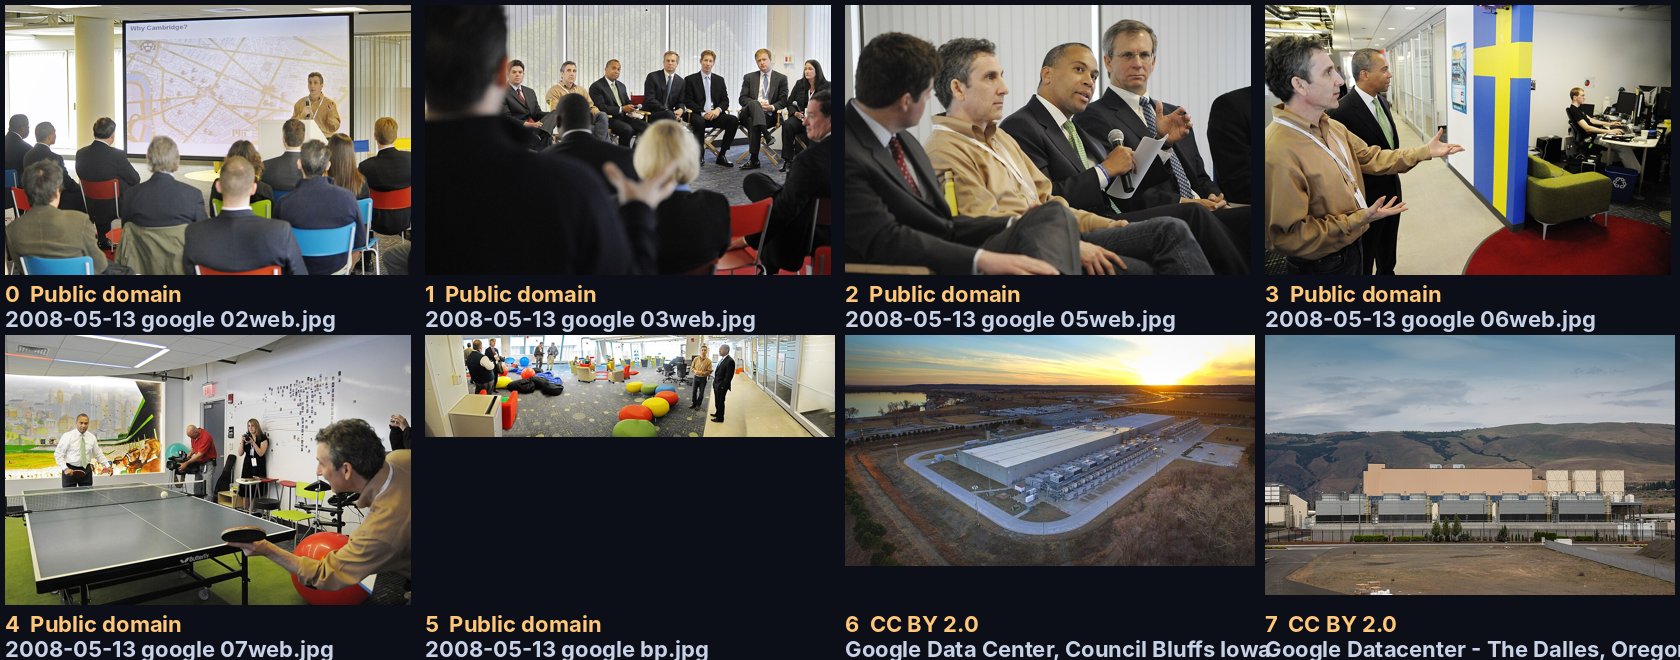 Why Cambridge?
0 Public domain
2008-05-13 google 02web.jpg
1 Public domain
2008-05-13 google 03web.jpg
2 Public domain
2008-05-13 google 05web.jpg
3 Public domain
2008-05-13 google 06web.jpg
Butterfly
4 Public domain
2008-05-13 google 07web.jpg
5 Public domain
2008-05-13 google bp.jpg
6 CC BY 2.0
Google Data Center, Council Bluffs Iowa
7 CC BY 2.0
Google Datacenter - The Dalles, Orego